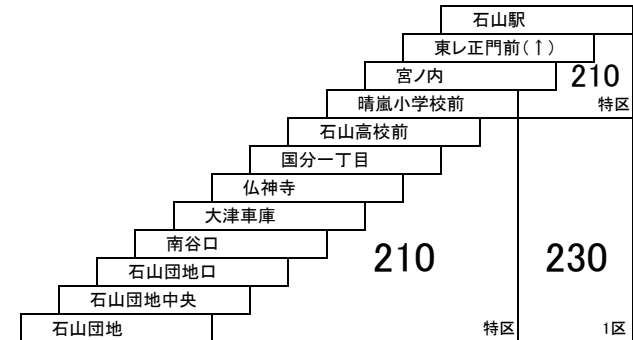 石山駅
東レ正門前(↑)
宮ノ内
210
晴嵐小学校前
特区
石山高校前
国分一丁目
仏神寺
大津車庫
南谷口
210
230
石山団地口
石山団地中央
石山団地
特区
1区